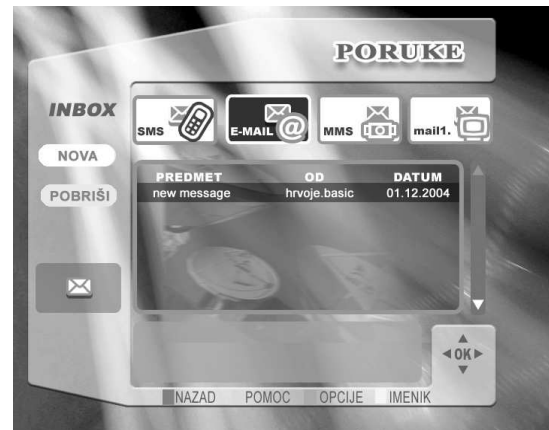 PORUKE
INBOX
SMS
E-MAIL @
MMS
mail1.
NOVA
POBRIŠI
PREDMET OD DATUM
new message hrvoje.basic 01.12.2004
OK
NAZAD POMOC OPCIJE IMENIK